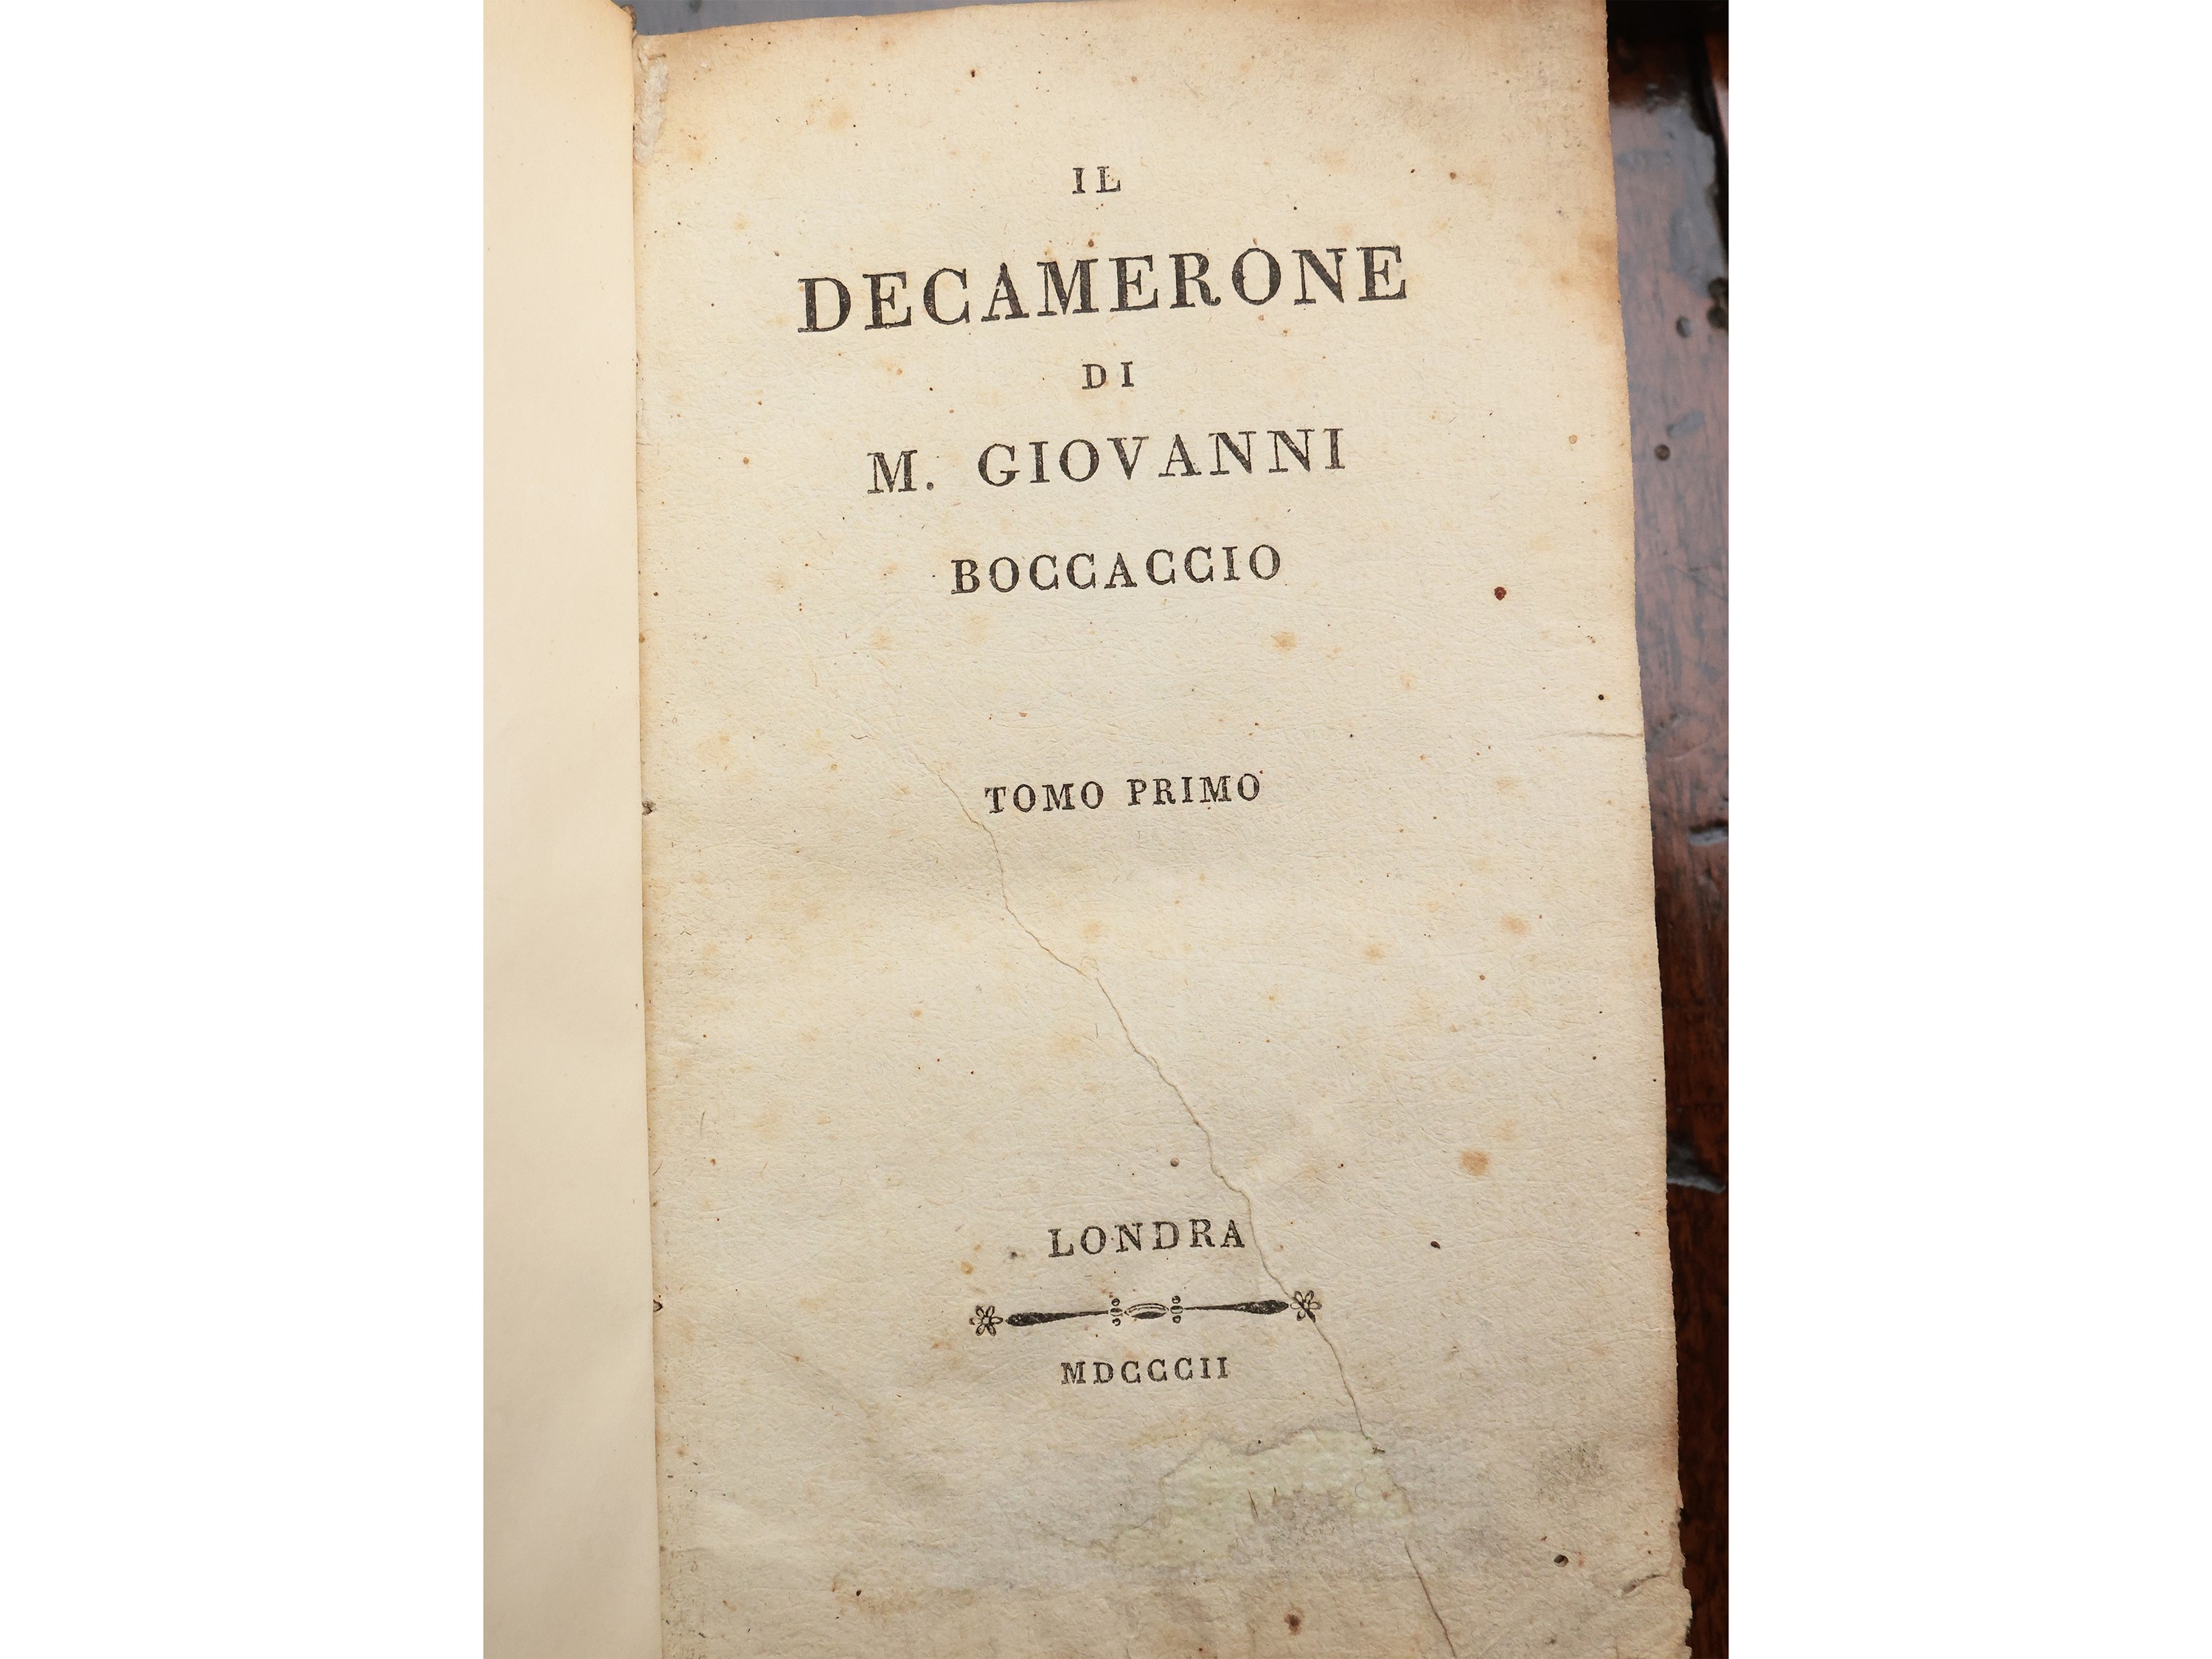 IL
DECAMERONE
DI
M. GIOVANNI
BOCCACCIO
TOMO PRIMO
LONDRA
MDCCCII